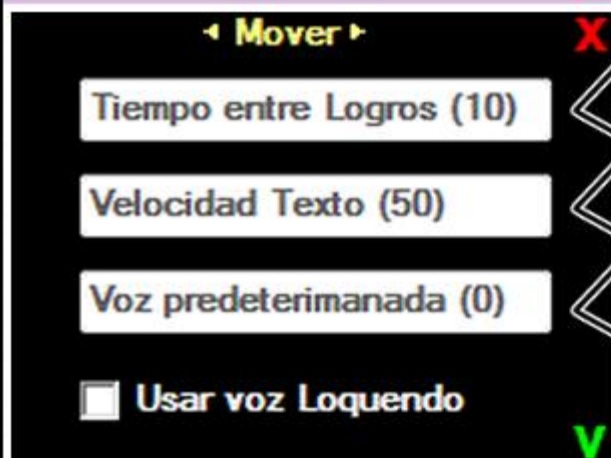 Mover X
Tiempo entre Logros (10)
Velocidad Texto (50)
Voz predeterimanada (0)
Usar voz Loquendo
V